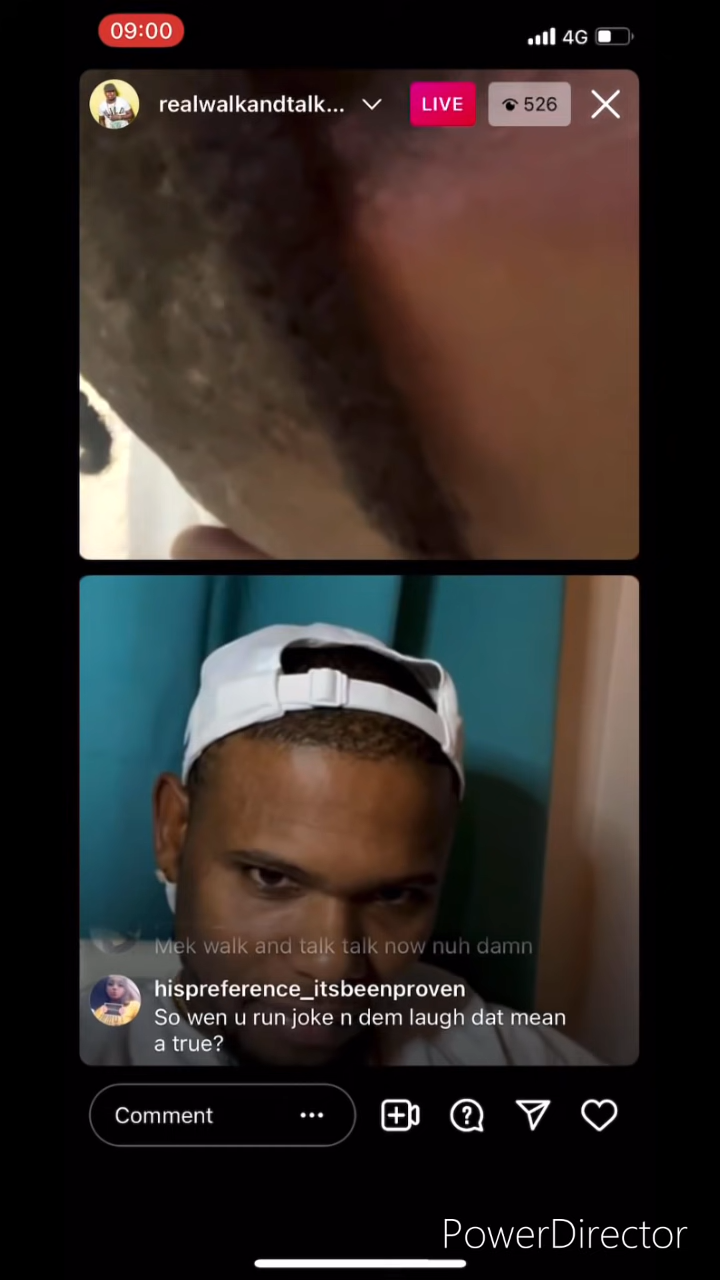 09:00
4G
realwalkandtalk...
LIVE
526
Mek walk and talk talk now nuh damn
hispreference_itsbeenproven
So wen u run joke n dem laugh dat mean
a true?
Comment
PowerDirector